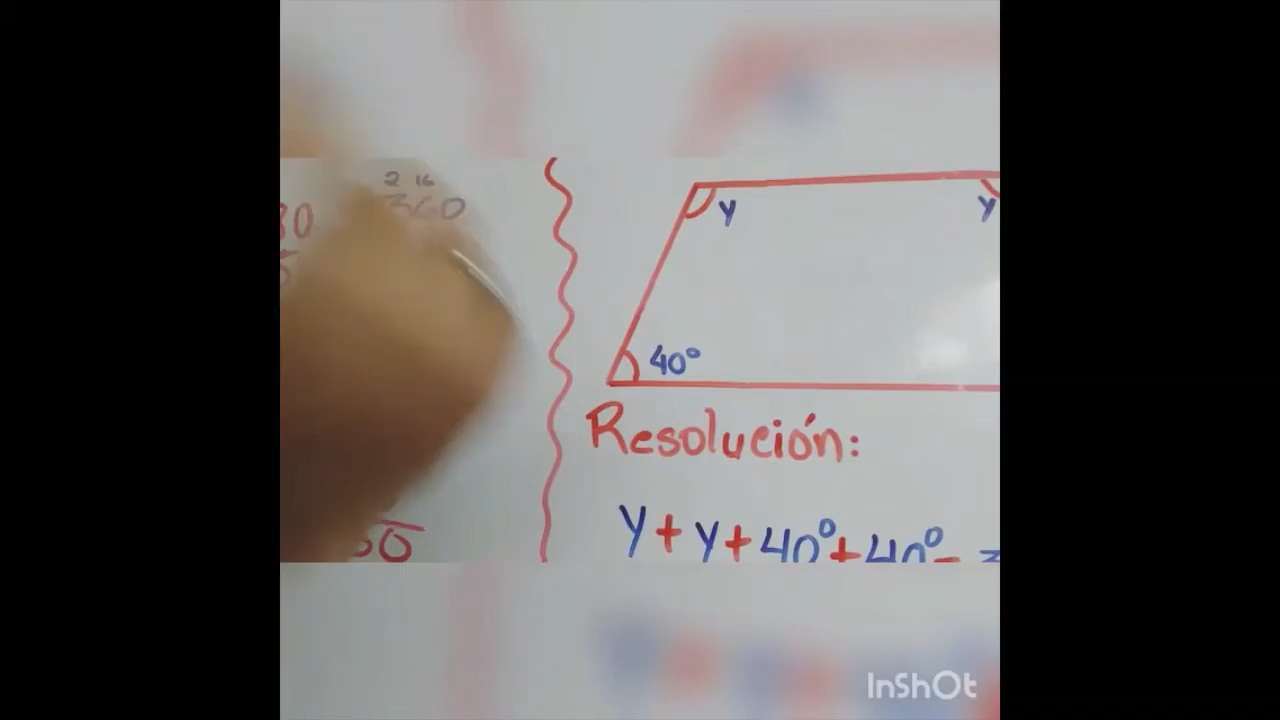 2 16
360
y
y
40°
Resolución:
y + y + 40° + 40°
InShOt